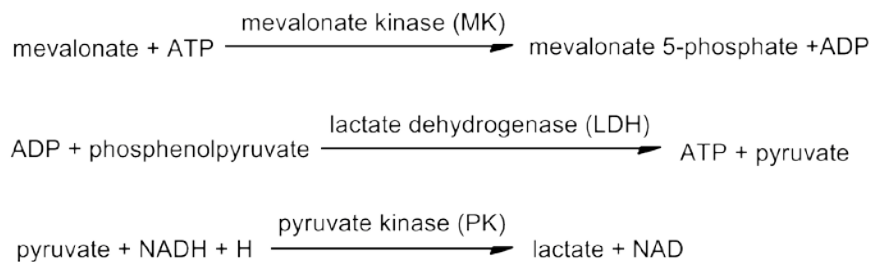 mevalonate kinase (MK)
mevalonate + ATP mevalonate 5-phosphate +ADP
lactate dehydrogenase (LDH)
ADP + phosphenolpyruvate ATP + pyruvate
pyruvate kinase (PK)
pyruvate + NADH + H lactate + NAD